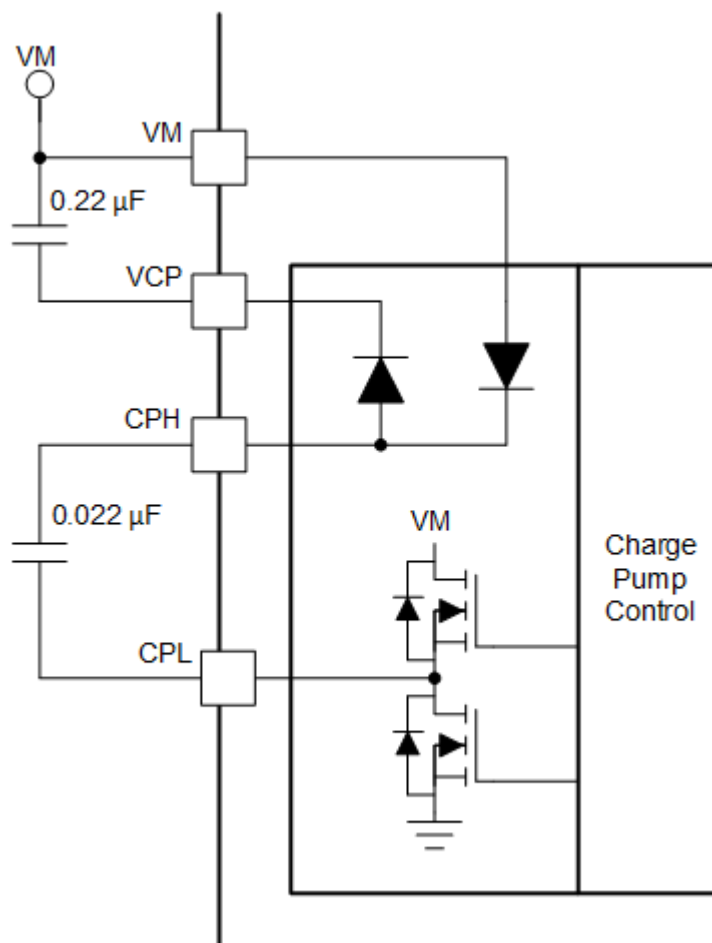 VM
VM
0.22 µF
VCP
CPH
0.022 µF
VM
Charge
Pump
Control
CPL